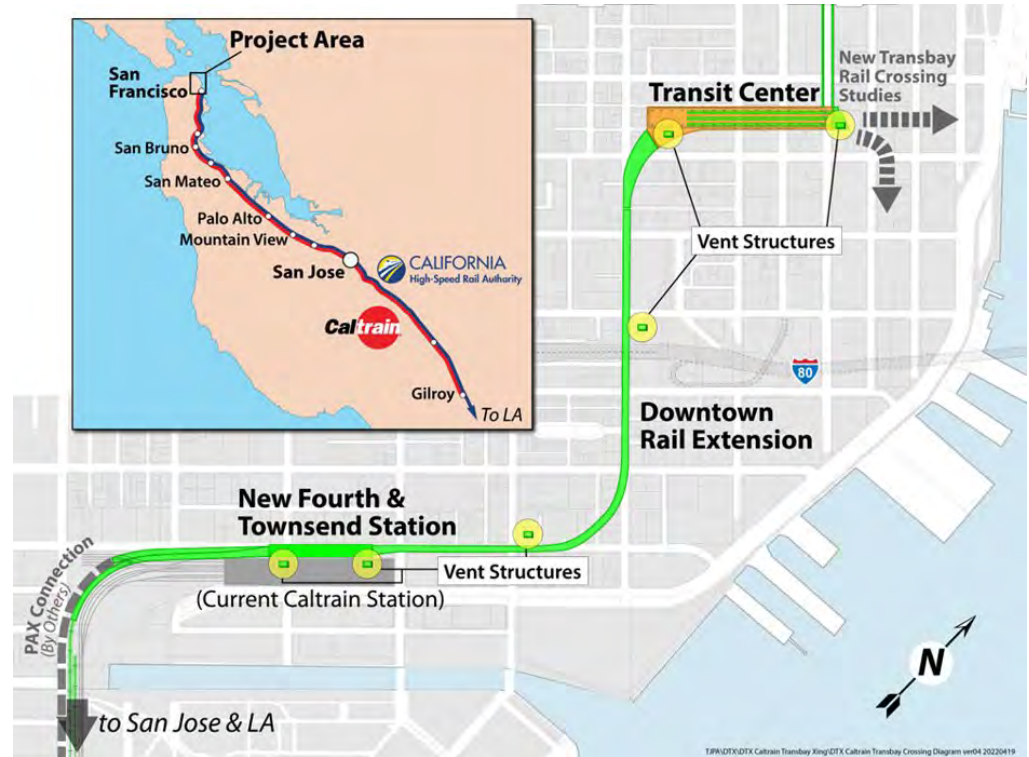 Project Area
San
Francisco
San Bruno
San Mateo
Palo Alto
Mountain View
San Jose
CALIFORNIA
High-Speed Rail Authority
Caltrain
Gilroy
To LA
New Transbay
Rail Crossing
Studies
Transit Center
Vent Structures
80
Downtown
Rail Extension
New Fourth &
Townsend Station
Vent Structures
(Current Caltrain Station)
PAX Connection
(By Others)
to San Jose & LA
N
TJPA\DTX\DTX Caltrain Transbay Xing\DTX Caltrain Transbay Crossing Diagram ver04 20220419